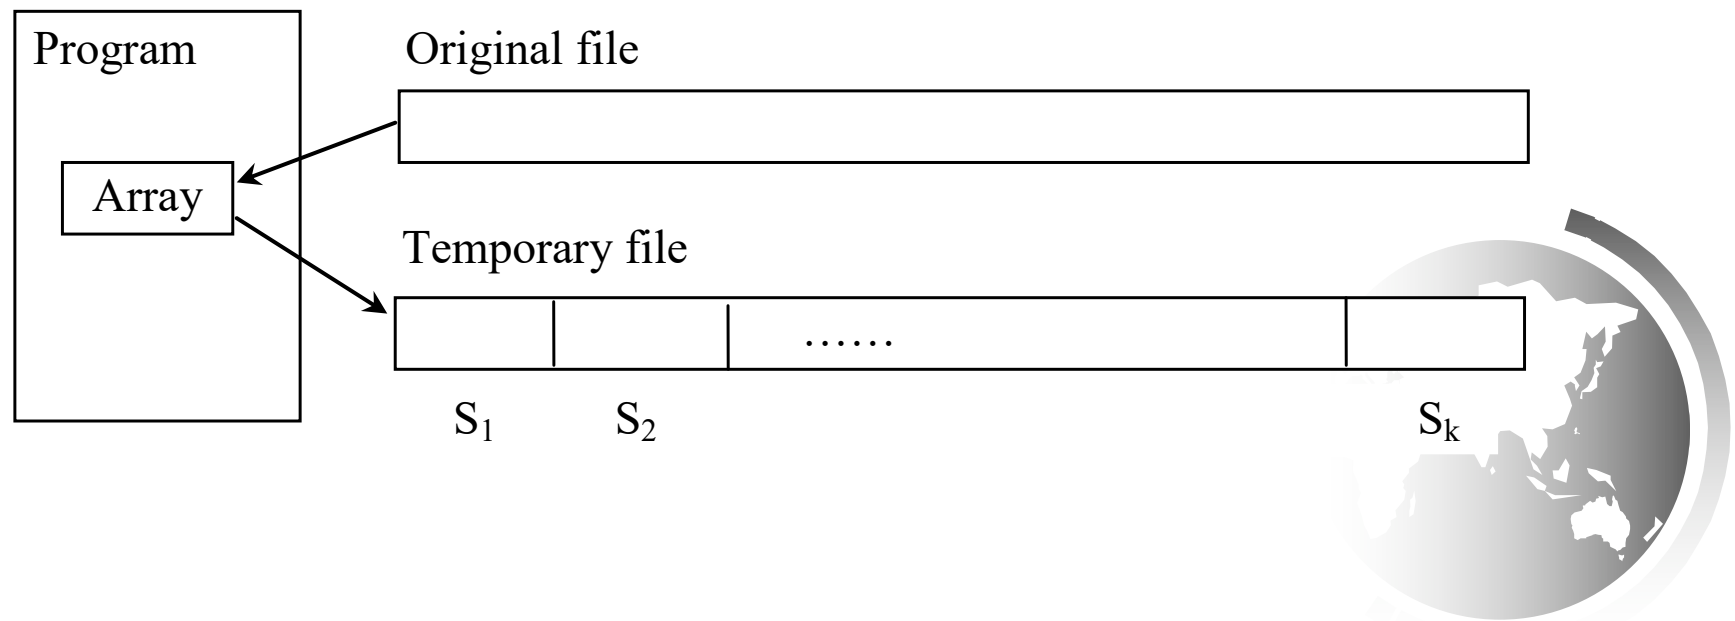 Program
Original file
Array
Temporary file
……
S₁ S₂ Sₖ